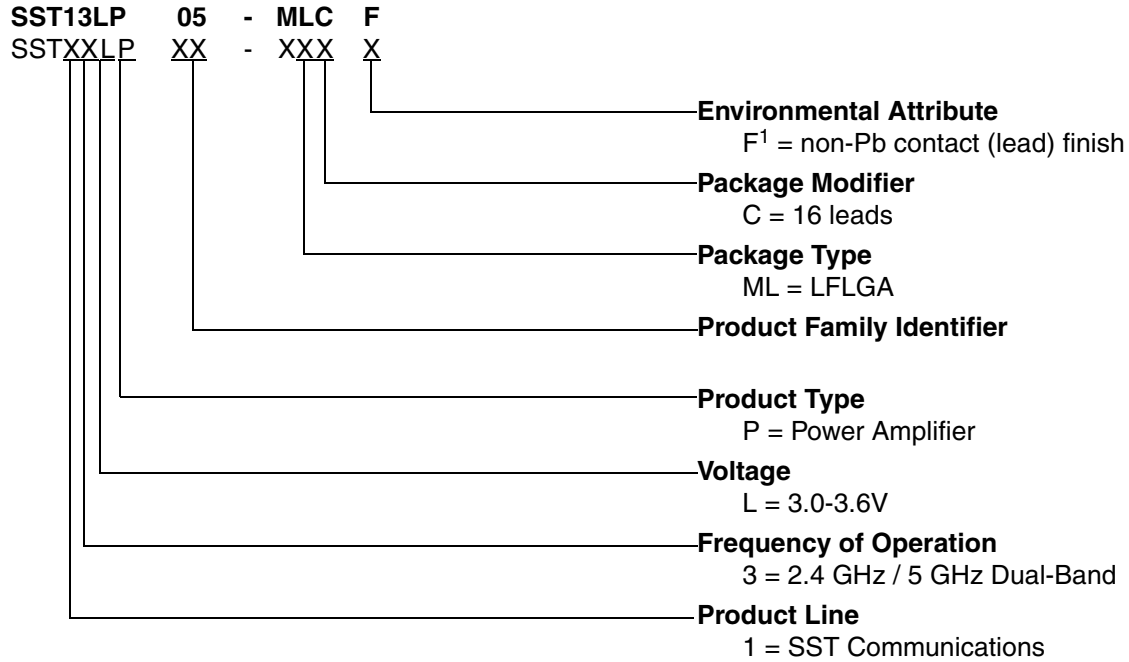 SST13LP 05 - MLC F
SSTXXLP XX - XXX X
Environmental Attribute
F1 = non-Pb contact (lead) finish
Package Modifier
C = 16 leads
Package Type
ML = LFLGA
Product Family Identifier
Product Type
P = Power Amplifier
Voltage
L = 3.0-3.6V
Frequency of Operation
3 = 2.4 GHz / 5 GHz Dual-Band
Product Line
1 = SST Communications